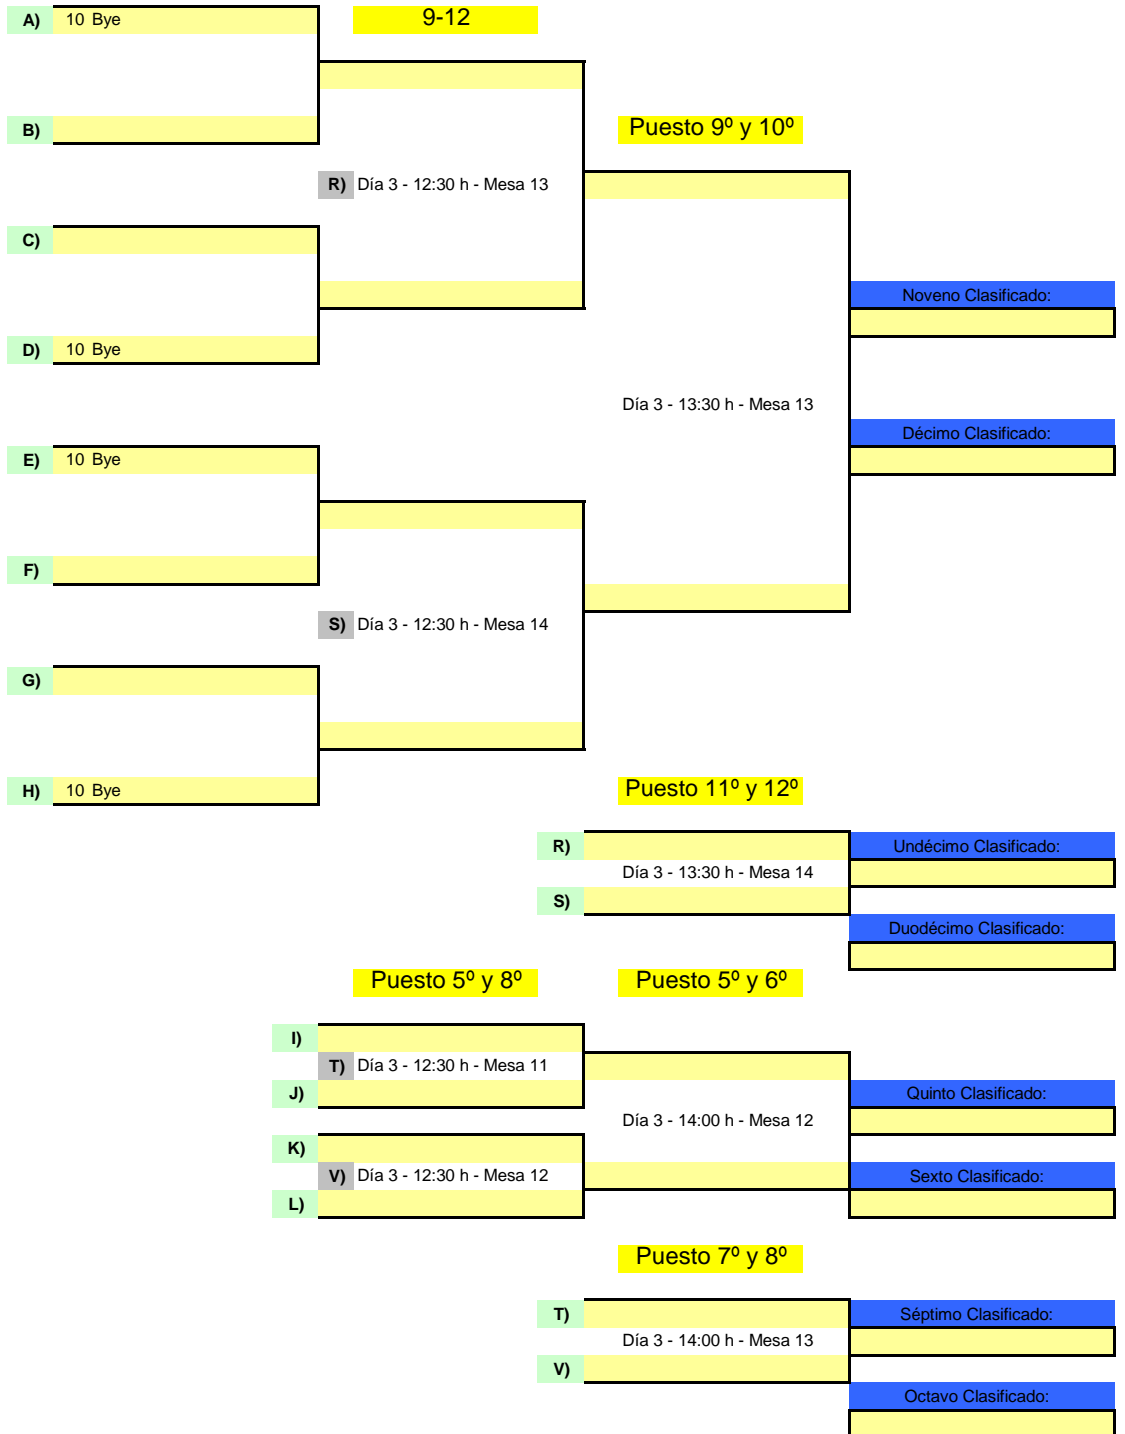 A) 10 Bye 9-12
B) Puesto 9º y 10º
R) Día 3 - 12:30 h - Mesa 13
C)
Noveno Clasificado:
D) 10 Bye
Día 3 - 13:30 h - Mesa 13
Décimo Clasificado:
E) 10 Bye
F)
S) Día 3 - 12:30 h - Mesa 14
G)
H) 10 Bye Puesto 11º y 12º
R) Undécimo Clasificado:
Día 3 - 13:30 h - Mesa 14
S)
Duodécimo Clasificado:
Puesto 5º y 8º Puesto 5º y 6º
I)
T) Día 3 - 12:30 h - Mesa 11
J) Quinto Clasificado:
Día 3 - 14:00 h - Mesa 12
K)
V) Día 3 - 12:30 h - Mesa 12 Sexto Clasificado:
L)
Puesto 7º y 8º
T) Séptimo Clasificado:
Día 3 - 14:00 h - Mesa 13
V)
Octavo Clasificado: